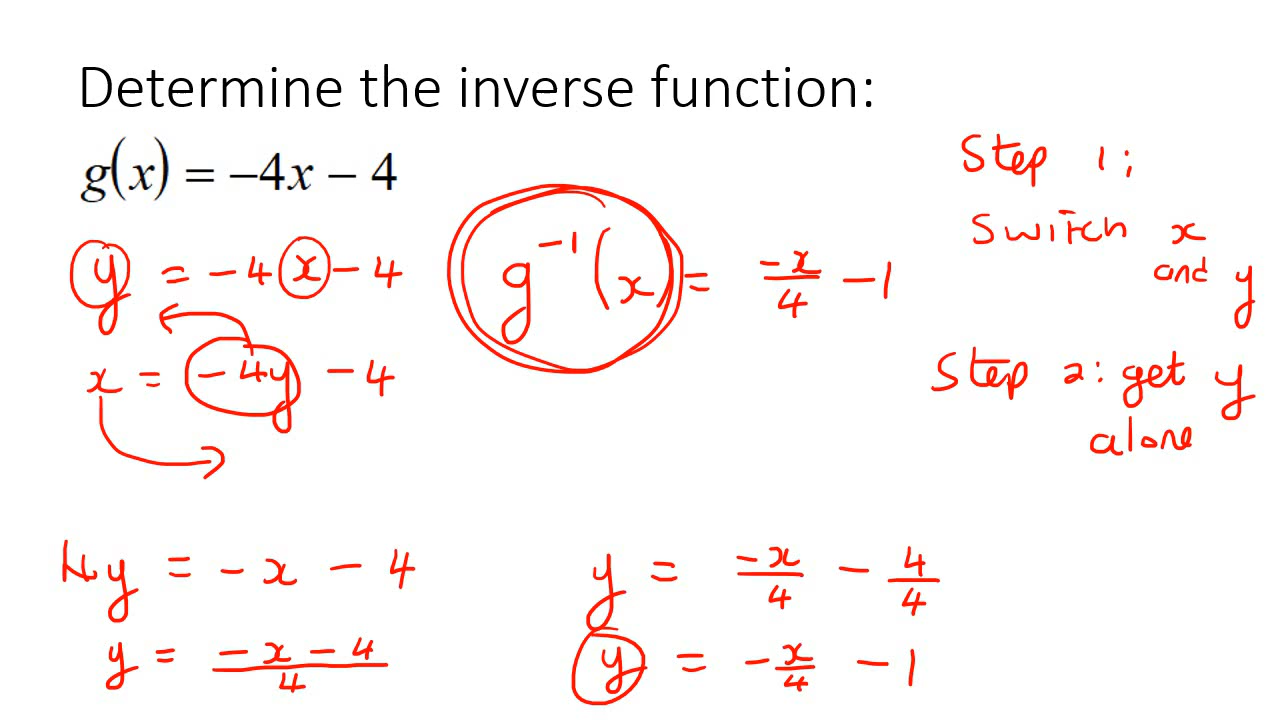 Determine the inverse function:
g(x) = −4x − 4
y = −4x − 4
x = −4y − 4
4y = −x − 4
y = (−x − 4)/4
g⁻¹(x) = −x/4 − 1
y = −x/4 − 4/4
y = −x/4 − 1
Step 1;
Switch x
and y
Step 2: get y
alone